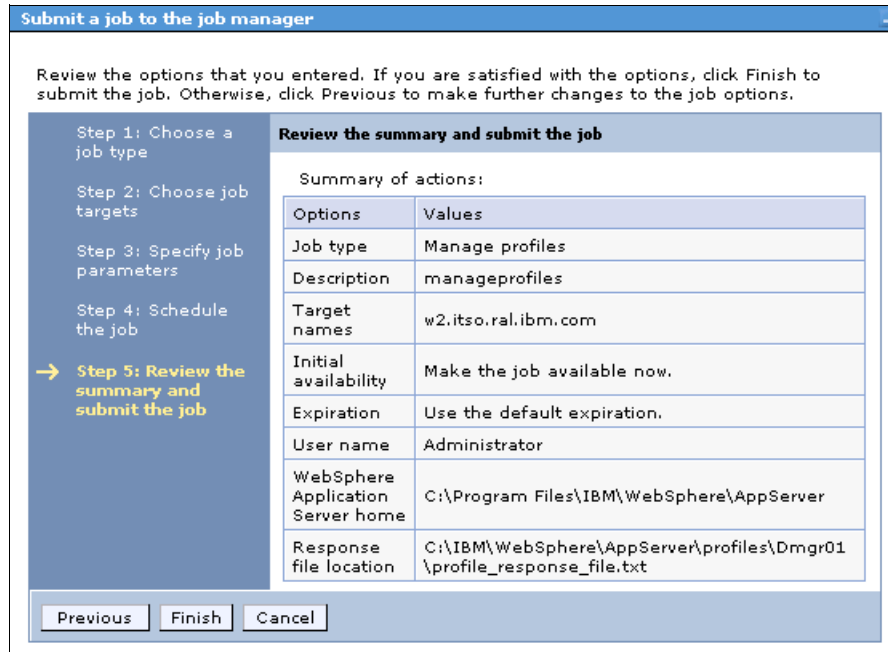 Submit a job to the job manager
Review the options that you entered. If you are satisfied with the options, click Finish to
submit the job. Otherwise, click Previous to make further changes to the job options.
Step 1: Choose a
job type
Step 2: Choose job
targets
Step 3: Specify job
parameters
Step 4: Schedule
the job
Step 5: Review the
summary and
submit the job
Review the summary and submit the job
Summary of actions:
Options Values
Job type Manage profiles
Description manageprofiles
Target
names
w2.itso.ral.ibm.com
Initial
availability
Make the job available now.
Expiration Use the default expiration.
User name Administrator
WebSphere
Application
Server home
C:\Program Files\IBM\WebSphere\AppServer
Response
file location
C:\IBM\WebSphere\AppServer\profiles\Dmgr01
\profile_response_file.txt
Previous Finish Cancel